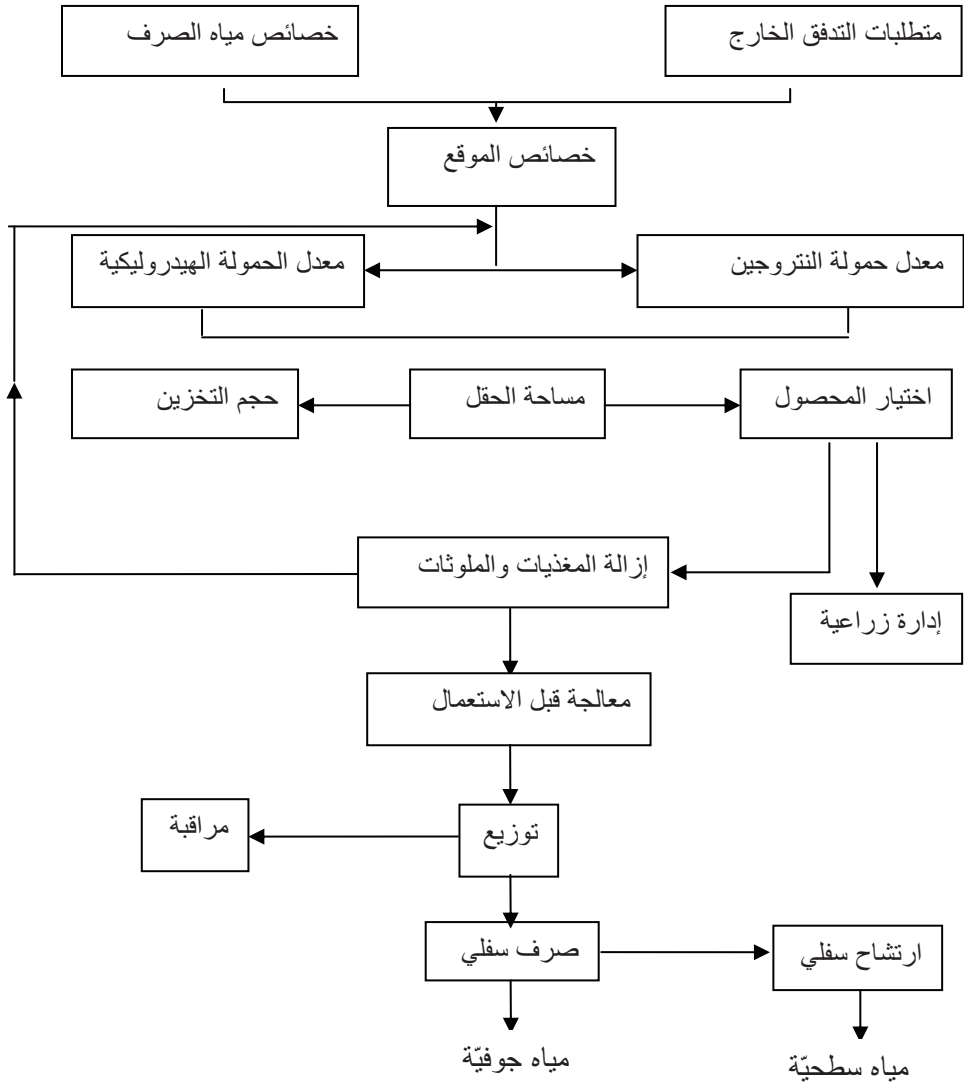 متطلبات التدفق الخارج
خصائص مياه الصرف
خصائص الموقع
معدل حمولة النتروجين
معدل الحمولة الهيدروليكية
اختيار المحصول
مساحة الحقل
حجم التخزين
إزالة المغذيات والملوثات
إدارة زراعية
معالجة قبل الاستعمال
توزيع
مراقبة
صرف سفلي
ارتشاح سفلي
مياه جوفيّة
مياه سطحيّة